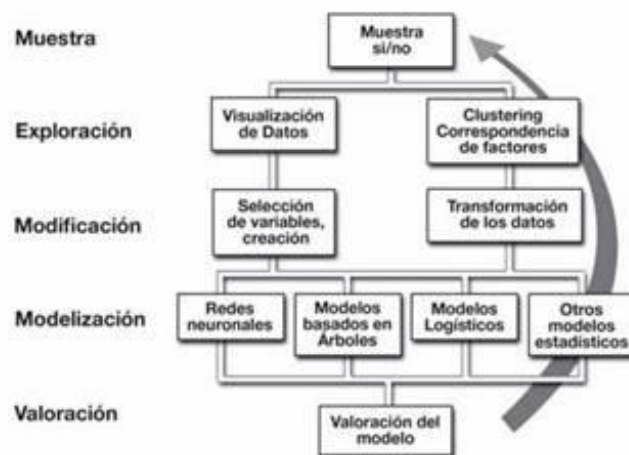 Muestra
Muestra
si/no
Exploración
Visualización
de Datos
Clustering
Correspondencia
de factores
Modificación
Selección
de variables,
creación
Transformación
de los datos
Modelización
Redes
neuronales
Modelos
basados en
Árboles
Modelos
Logísticos
Otros
modelos
estadísticos
Valoración
Valoración del
modelo